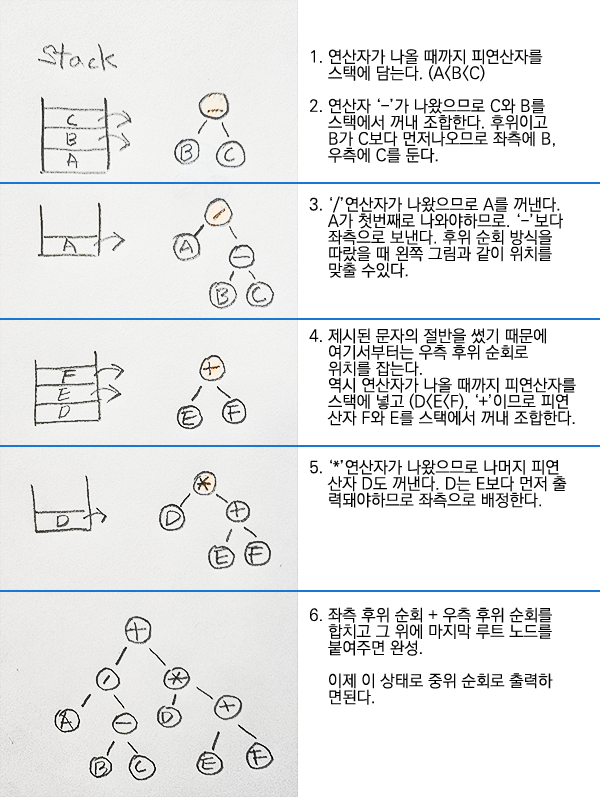 Stack
C
B
A
-
B
C
1. 연산자가 나올 때까지 피연산자를
스택에 담는다. (A<B<C)
2. 연산자 ‘-’가 나왔으므로 C와 B를
스택에서 꺼내 조합한다. 후위이고
B가 C보다 먼저나오므로 좌측에 B,
우측에 C를 둔다.
A
/
A
-
B
C
3. ‘/’연산자가 나왔으므로 A를 꺼낸다.
A가 첫번째로 나와야하므로. ‘-’보다
좌측으로 보낸다. 후위 순회 방식을
따랐을 때 왼쪽 그림과 같이 위치를
맞출 수있다.
F
E
D
+
E
F
4. 제시된 문자의 절반을 썼기 때문에
여기서부터는 우측 후위 순회로
위치를 잡는다.
역시 연산자가 나올 때까지 피연산자를
스택에 넣고 (D<E<F), ‘+’이므로 피연
산자 F와 E를 스택에서 꺼내 조합한다.
D
*
D
+
E
F
5. ‘*’연산자가 나왔으므로 나머지 피연
산자 D도 꺼낸다. D는 E보다 먼저 출
력돼야하므로 좌측으로 배정한다.
+
/
*
A
-
D
+
B
C
E
F
6. 좌측 후위 순회 + 우측 후위 순회를
합치고 그 위에 마지막 루트 노드를
붙여주면 완성.
이제 이 상태로 중위 순회로 출력하
면된다.